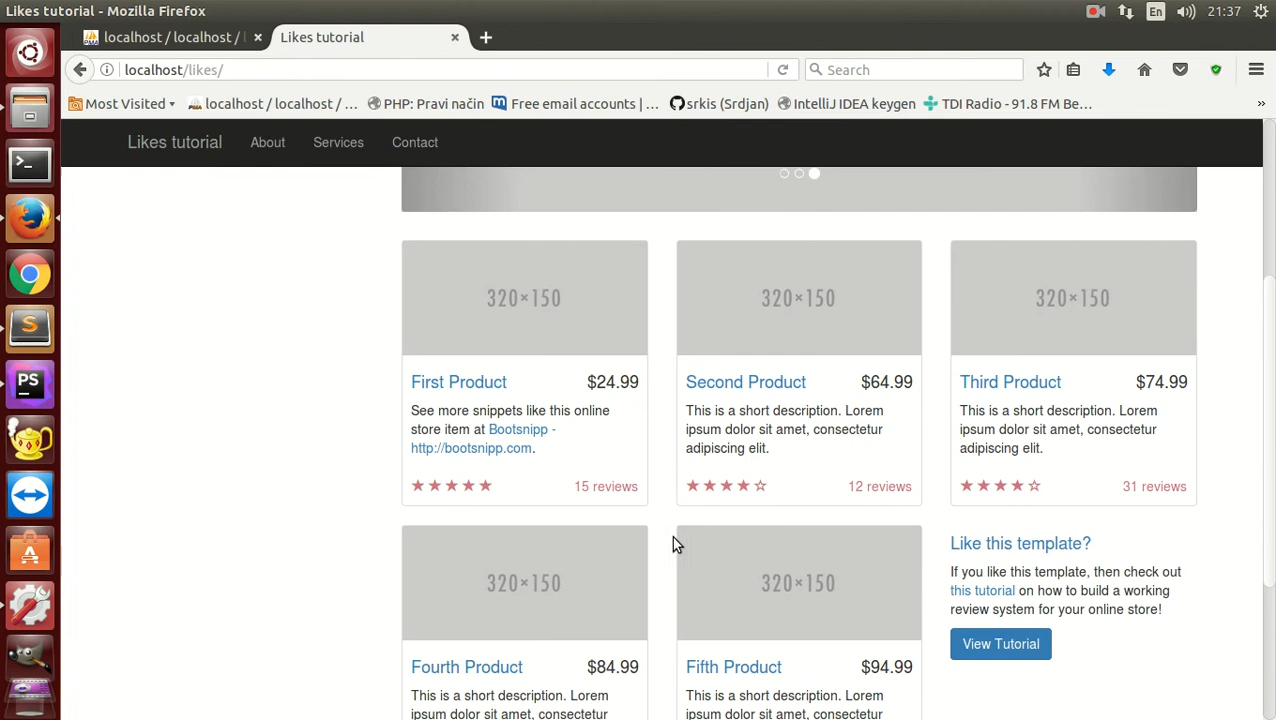 Likes tutorial - Mozilla Firefox
En
21:37
localhost / localhost / l
Likes tutorial
localhost/likes/
Search
Most Visited
localhost / localhost / ...
PHP: Pravi način
Free email accounts | ...
srkis (Srdjan)
IntelliJ IDEA keygen
TDI Radio - 91.8 FM Be...
Likes tutorial
About
Services
Contact
320×150
320×150
320×150
First Product
$24.99
See more snippets like this online
store item at Bootsnipp -
http://bootsnipp.com.
15 reviews
Second Product
$64.99
This is a short description. Lorem
ipsum dolor sit amet, consectetur
adipiscing elit.
12 reviews
Third Product
$74.99
This is a short description. Lorem
ipsum dolor sit amet, consectetur
adipiscing elit.
31 reviews
320×150
320×150
Fourth Product
$84.99
This is a short description. Lorem
ipsum dolor sit amet, consectetur
Fifth Product
$94.99
This is a short description. Lorem
ipsum dolor sit amet, consectetur
Like this template?
If you like this template, then check out
this tutorial on how to build a working
review system for your online store!
View Tutorial
PS